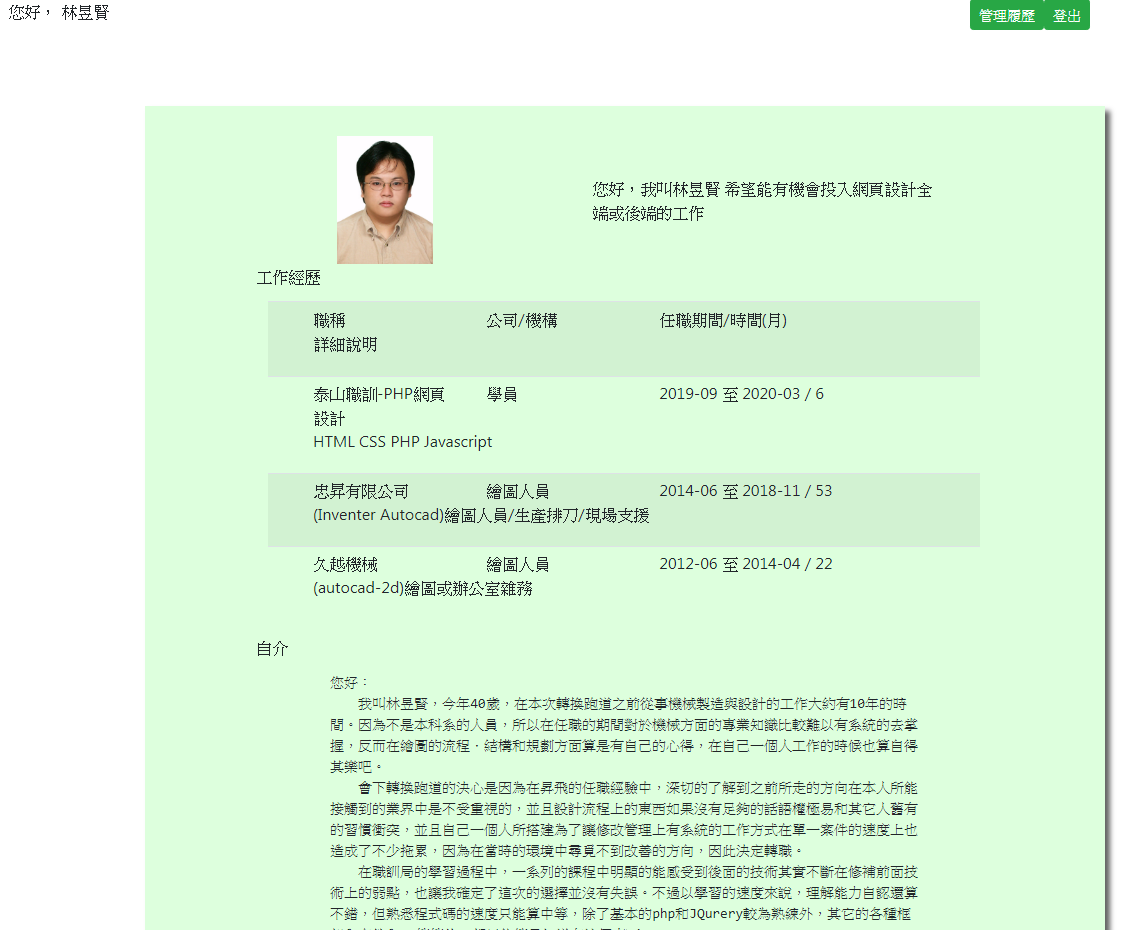 您好， 林昱賢
管理履歷 登出
您好，我叫林昱賢 希望能有機會投入網頁設計全
端或後端的工作
工作經歷
職稱 公司/機構 任職期間/時間(月)
詳細說明
泰山職訓-PHP網頁 學員 2019-09 至 2020-03 / 6
設計
HTML CSS PHP Javascript
忠昇有限公司 繪圖人員 2014-06 至 2018-11 / 53
(Inventer Autocad)繪圖人員/生產排刀/現場支援
久越機械 繪圖人員 2012-06 至 2014-04 / 22
(autocad-2d)繪圖或辦公室雜務
自介
您好：
我叫林昱賢，今年40歲，在本次轉換跑道之前從事機械製造與設計的工作大約有10年的時
間。因為不是本科系的人員，所以在任職的期間對於機械方面的專業知識比較難以有系統的去掌
握，反而在繪圖的流程．結構和規劃方面算是有自己的心得，在自己一個人工作的時候也算自得
其樂吧。
會下轉換跑道的決心是因為在昇飛的任職經驗中，深切的了解到之前所走的方向在本人所能
接觸到的業界中是不受重視的，並且設計流程上的東西如果沒有足夠的話語權極易和其它人舊有
的習慣衝突，並且自己一個人所搭建為了讓修改管理上有系統的工作方式在單一案件的速度上也
造成了不少拖累，因為在當時的環境中尋覓不到改善的方向，因此決定轉職。
在職訓局的學習過程中，一系列的課程中明顯的能感受到後面的技術其實不斷在修補前面技
術上的弱點，也讓我確定了這次的選擇並沒有失誤。不過以學習的速度來說，理解能力自認還算
不錯，但熟悉程式碼的速度只能算中等，除了基本的php和JQurery較為熟練外，其它的各種框